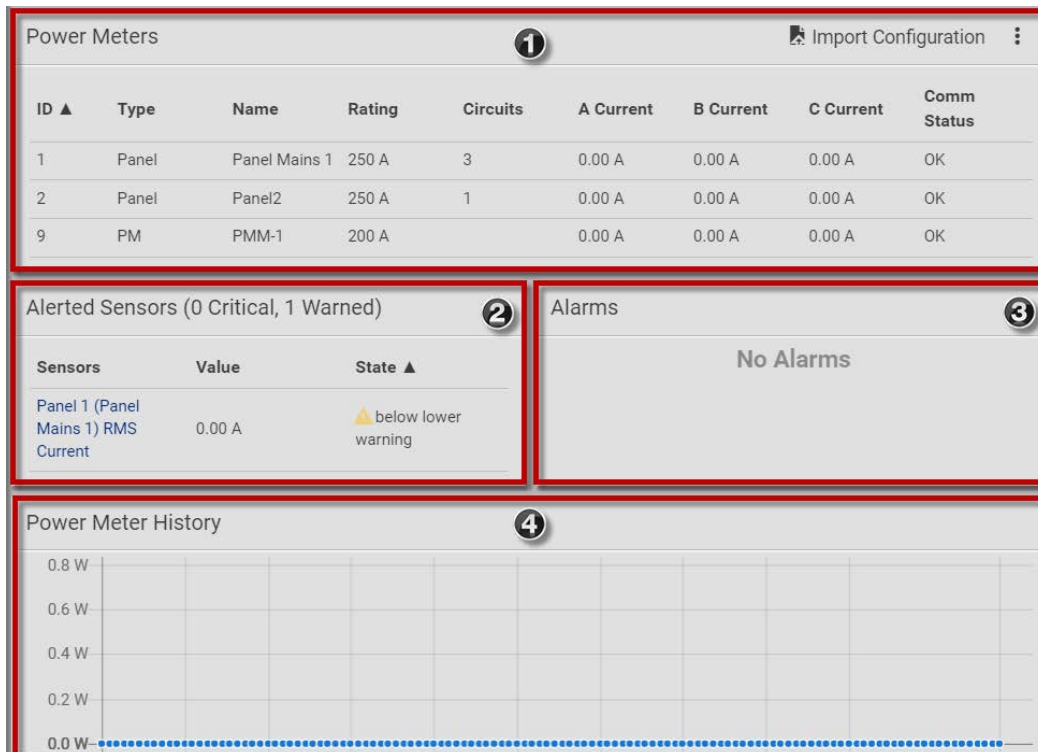 Power Meters 1 Import Configuration
ID ▲ Type Name Rating Circuits A Current B Current C Current Comm Status
1 Panel Panel Mains 1 250 A 3 0.00 A 0.00 A 0.00 A OK
2 Panel Panel2 250 A 1 0.00 A 0.00 A 0.00 A OK
9 PM PMM-1 200 A 0.00 A 0.00 A 0.00 A OK
Alerted Sensors (0 Critical, 1 Warned) 2
Sensors Value State ▲
Panel 1 (Panel
Mains 1) RMS
Current
0.00 A
below lower
warning
Alarms 3
No Alarms
Power Meter History 4
0.8 W
0.6 W
0.4 W
0.2 W
0.0 W